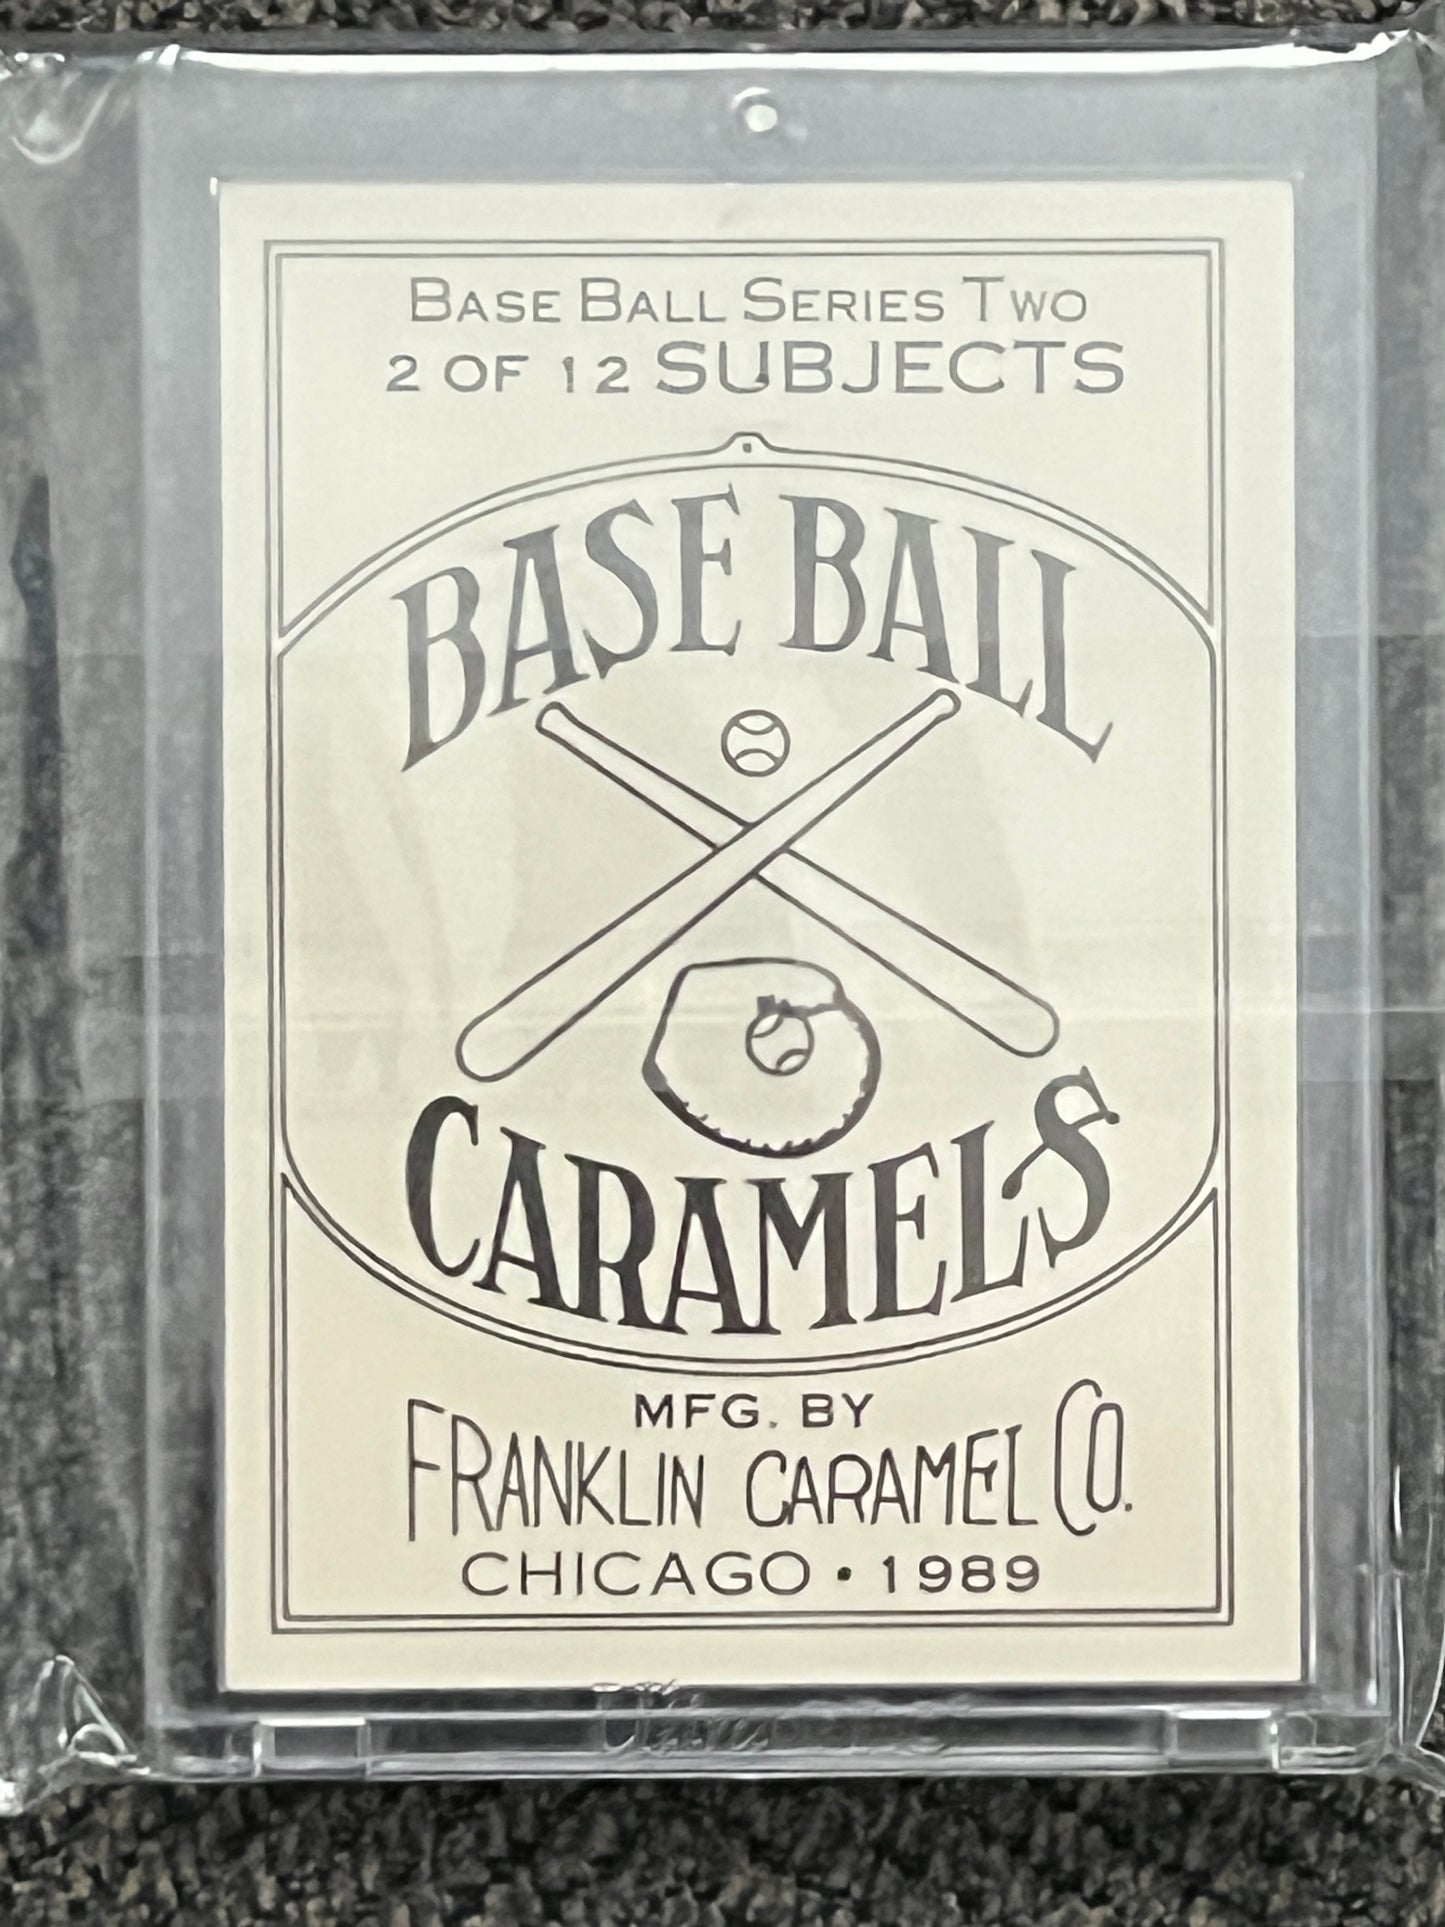 BASE BALL SERIES TWO
2 OF 12 SUBJECTS
BASE BALL
CARAMELS
MFG. BY
FRANKLIN CARAMEL CO.
CHICAGO • 1989